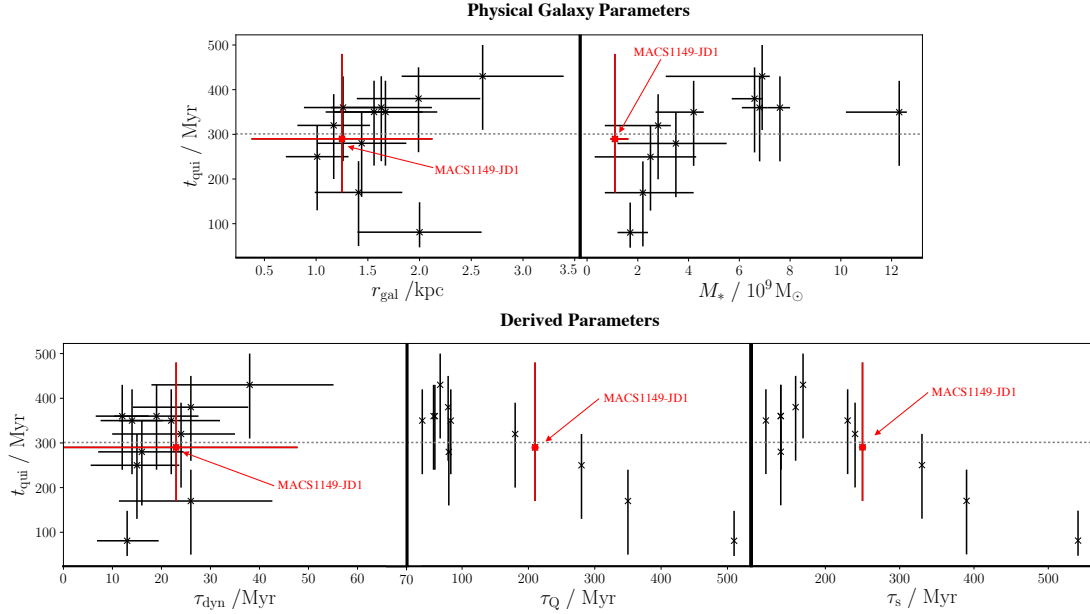 Physical Galaxy Parameters
500
400
300
200
100
t_qui / Myr
MACS1149-JD1
MACS1149-JD1
0.5 1.0 1.5 2.0 2.5 3.0 3.5
0 2 4 6 8 10 12
r_gal /kpc
M_* / 10^9 M_⊙
Derived Parameters
500
400
300
200
100
t_qui / Myr
MACS1149-JD1
MACS1149-JD1
MACS1149-JD1
0 10 20 30 40 50 60 70
100 200 300 400 500
200 300 400 500
τ_dyn /Myr
τ_Q / Myr
τ_s / Myr